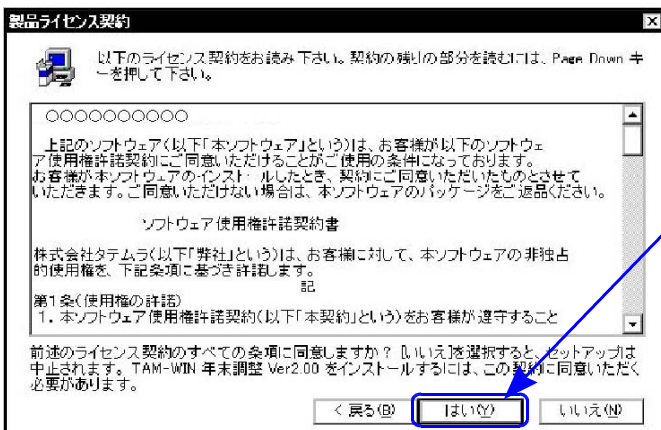 製品ライセンス契約
以下のライセンス契約をお読み下さい。契約の残りの部分を読むには、Page Down キ
ーを押して下さい。
○○○○○○○○○○
上記のソフトウェア(以下「本ソフトウェア」という)は、お客様が以下のソフトウェ
ア使用権許諾契約にご同意いただけることがご使用の条件になっております。
お客様が本ソフトウェアのインストールしたとき、契約にご同意いただいたものとさせて
いただきます。ご同意いただけない場合は、本ソフトウェアのパッケージをご返品ください。
ソフトウェア使用権許諾契約書
株式会社タテムラ(以下「弊社」という)は、お客様に対して、本ソフトウェアの非独占
的使用権を、下記条項に基づき許諾します。
記
第1条(使用権の許諾)
1. 本ソフトウェア使用権許諾契約(以下「本契約」という)をお客様が遵守すること
前述のライセンス契約のすべての条項に同意しますか? [いいえ]を選択すると、セットアップは
中止されます。TAM-WIN 年末調整 Ver2.00 をインストールするには、この契約に同意いただく
必要があります。
< 戻る(B)
はい(Y)
いいえ(N)